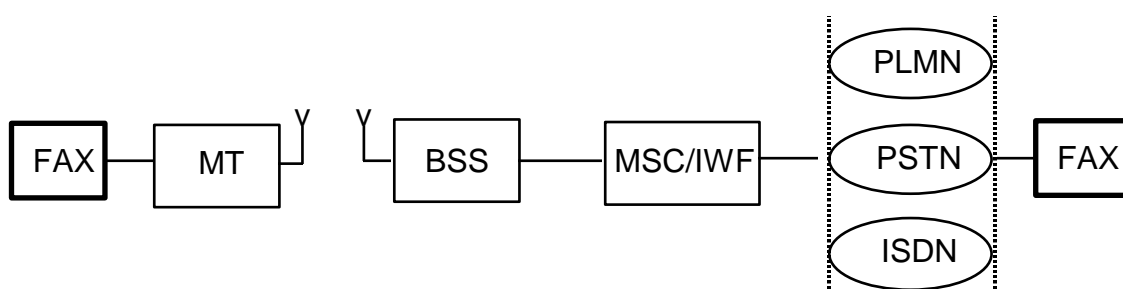 PLMN
FAX MT BSS MSC/IWF PSTN FAX
ISDN